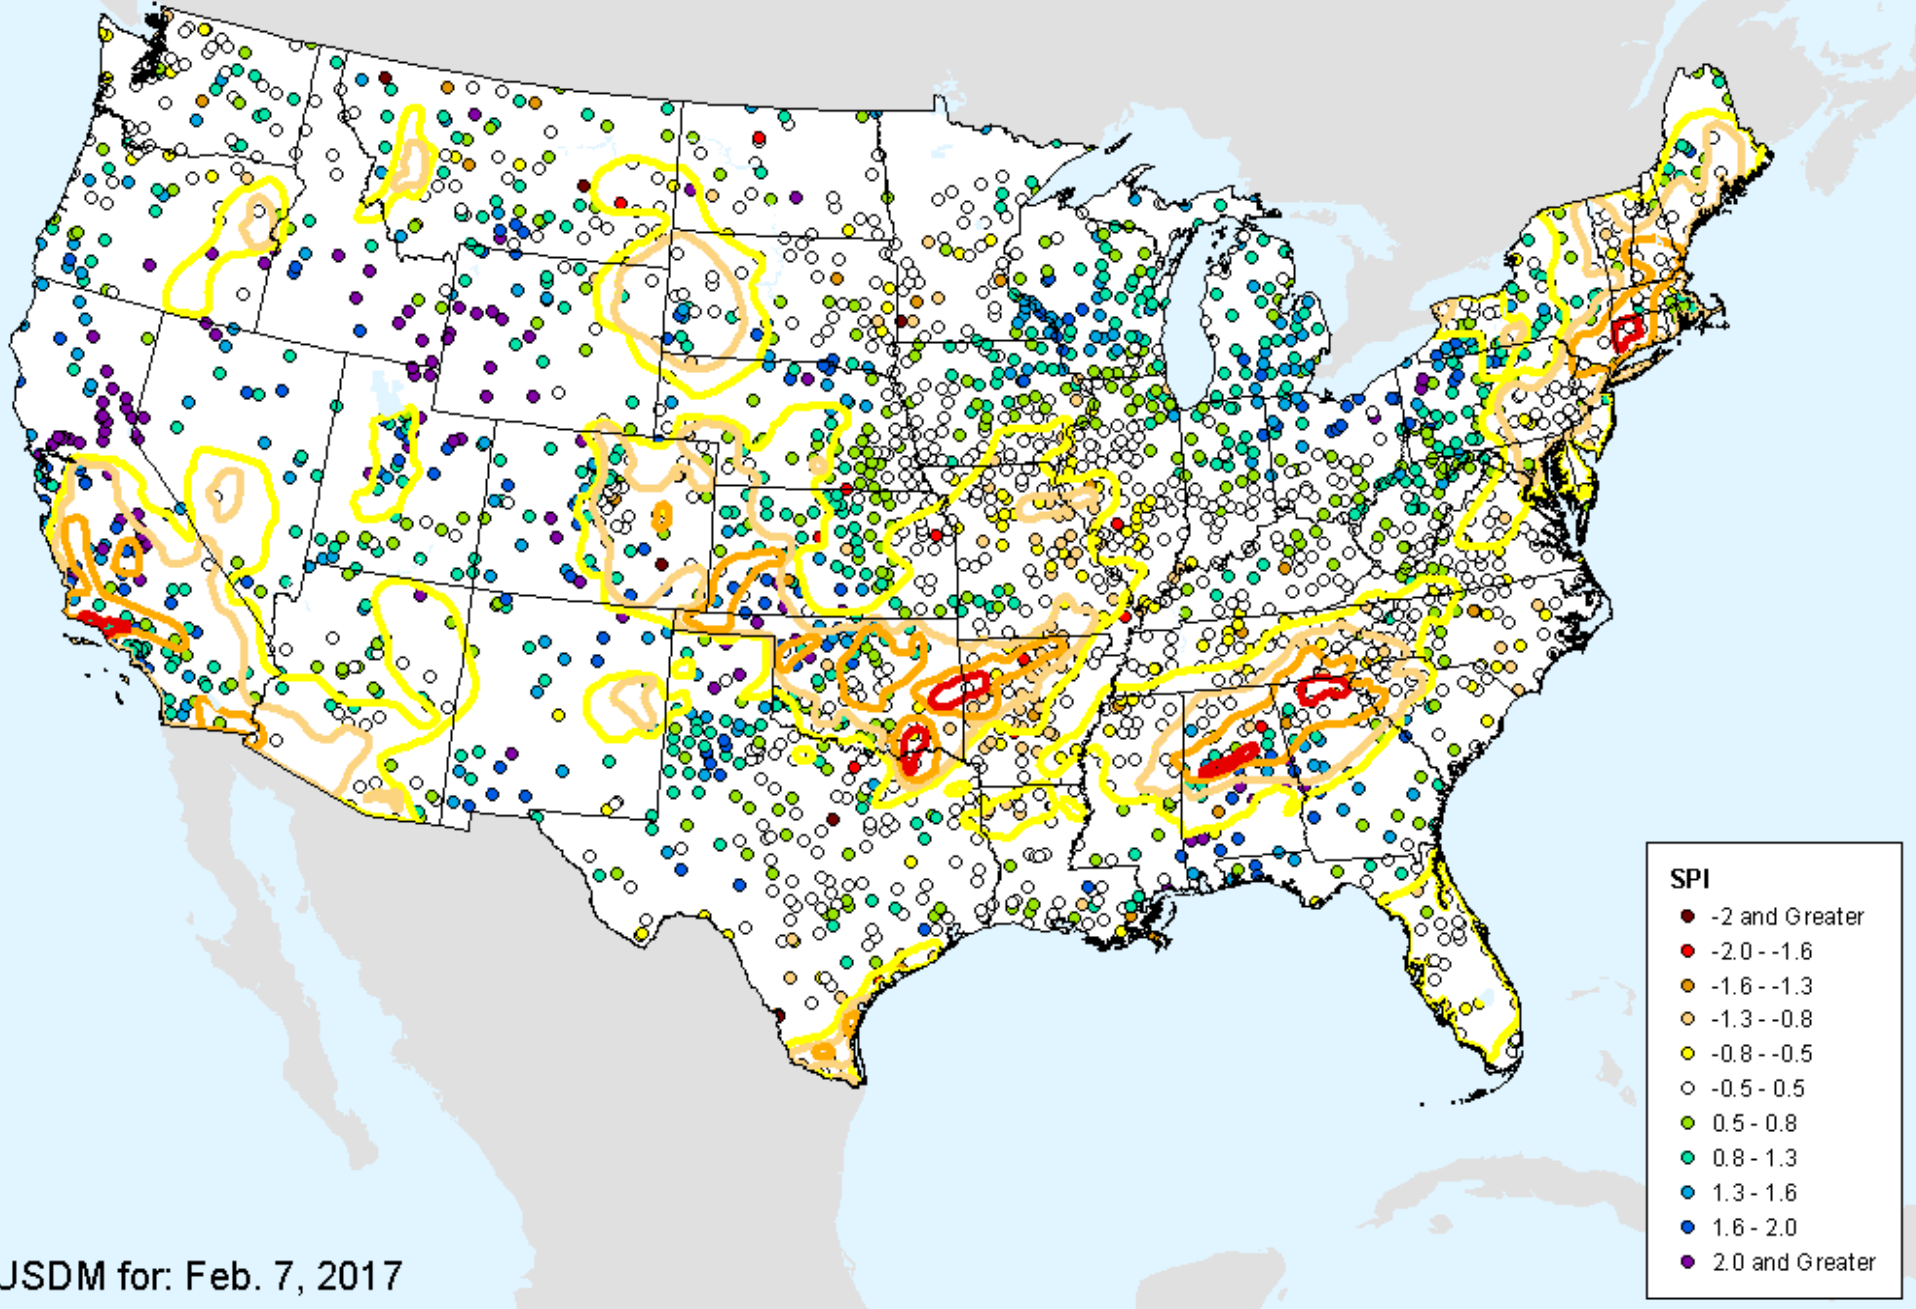 SPI
-2 and Greater
-2.0 - -1.6
-1.6 - -1.3
-1.3 - -0.8
-0.8 - -0.5
-0.5 - 0.5
0.5 - 0.8
0.8 - 1.3
1.3 - 1.6
1.6 - 2.0
2.0 and Greater
USDM for: Feb. 7, 2017